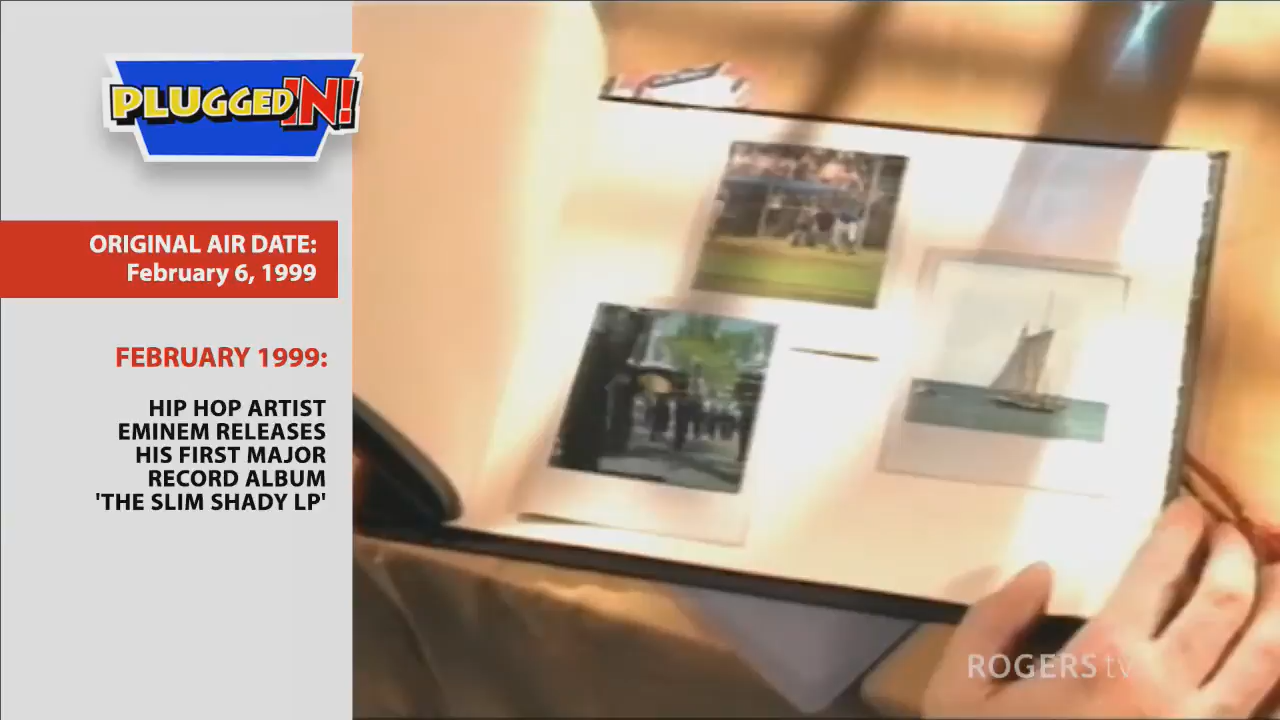 PLUGGED IN!
ORIGINAL AIR DATE:
February 6, 1999
FEBRUARY 1999:
HIP HOP ARTIST
EMINEM RELEASES
HIS FIRST MAJOR
RECORD ALBUM
'THE SLIM SHADY LP'
ROGERS tv